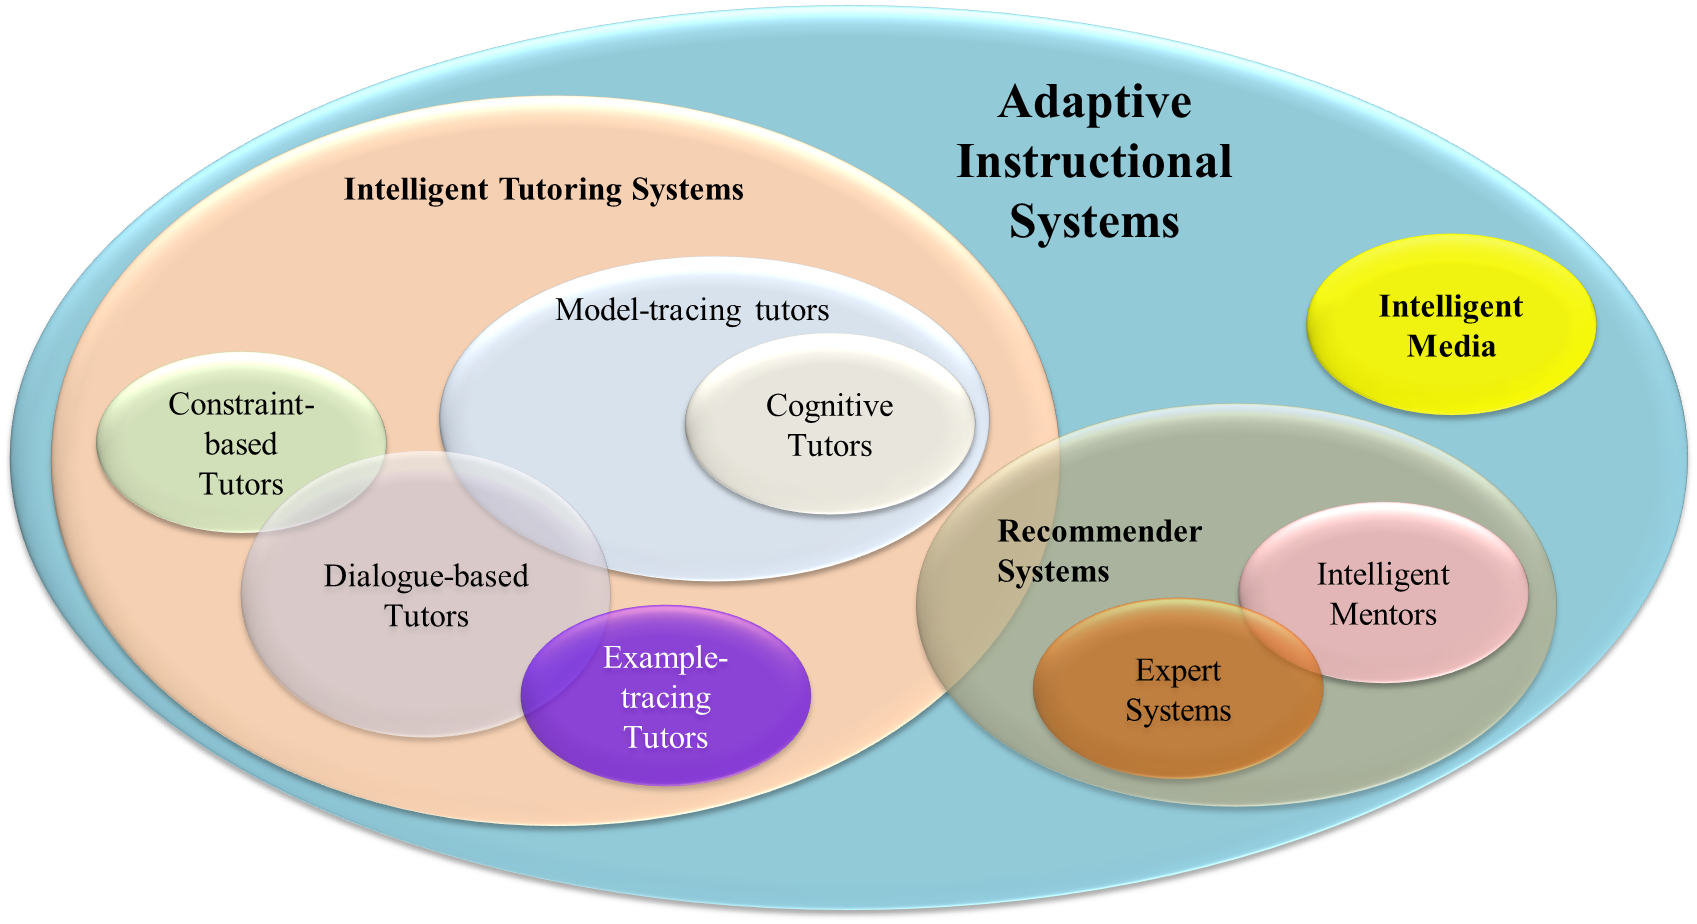 Adaptive
Instructional
Systems
Intelligent Tutoring Systems
Model-tracing tutors
Intelligent
Media
Constraint-
based
Tutors
Cognitive
Tutors
Dialogue-based
Tutors
Example-
tracing
Tutors
Recommender
Systems
Intelligent
Mentors
Expert
Systems